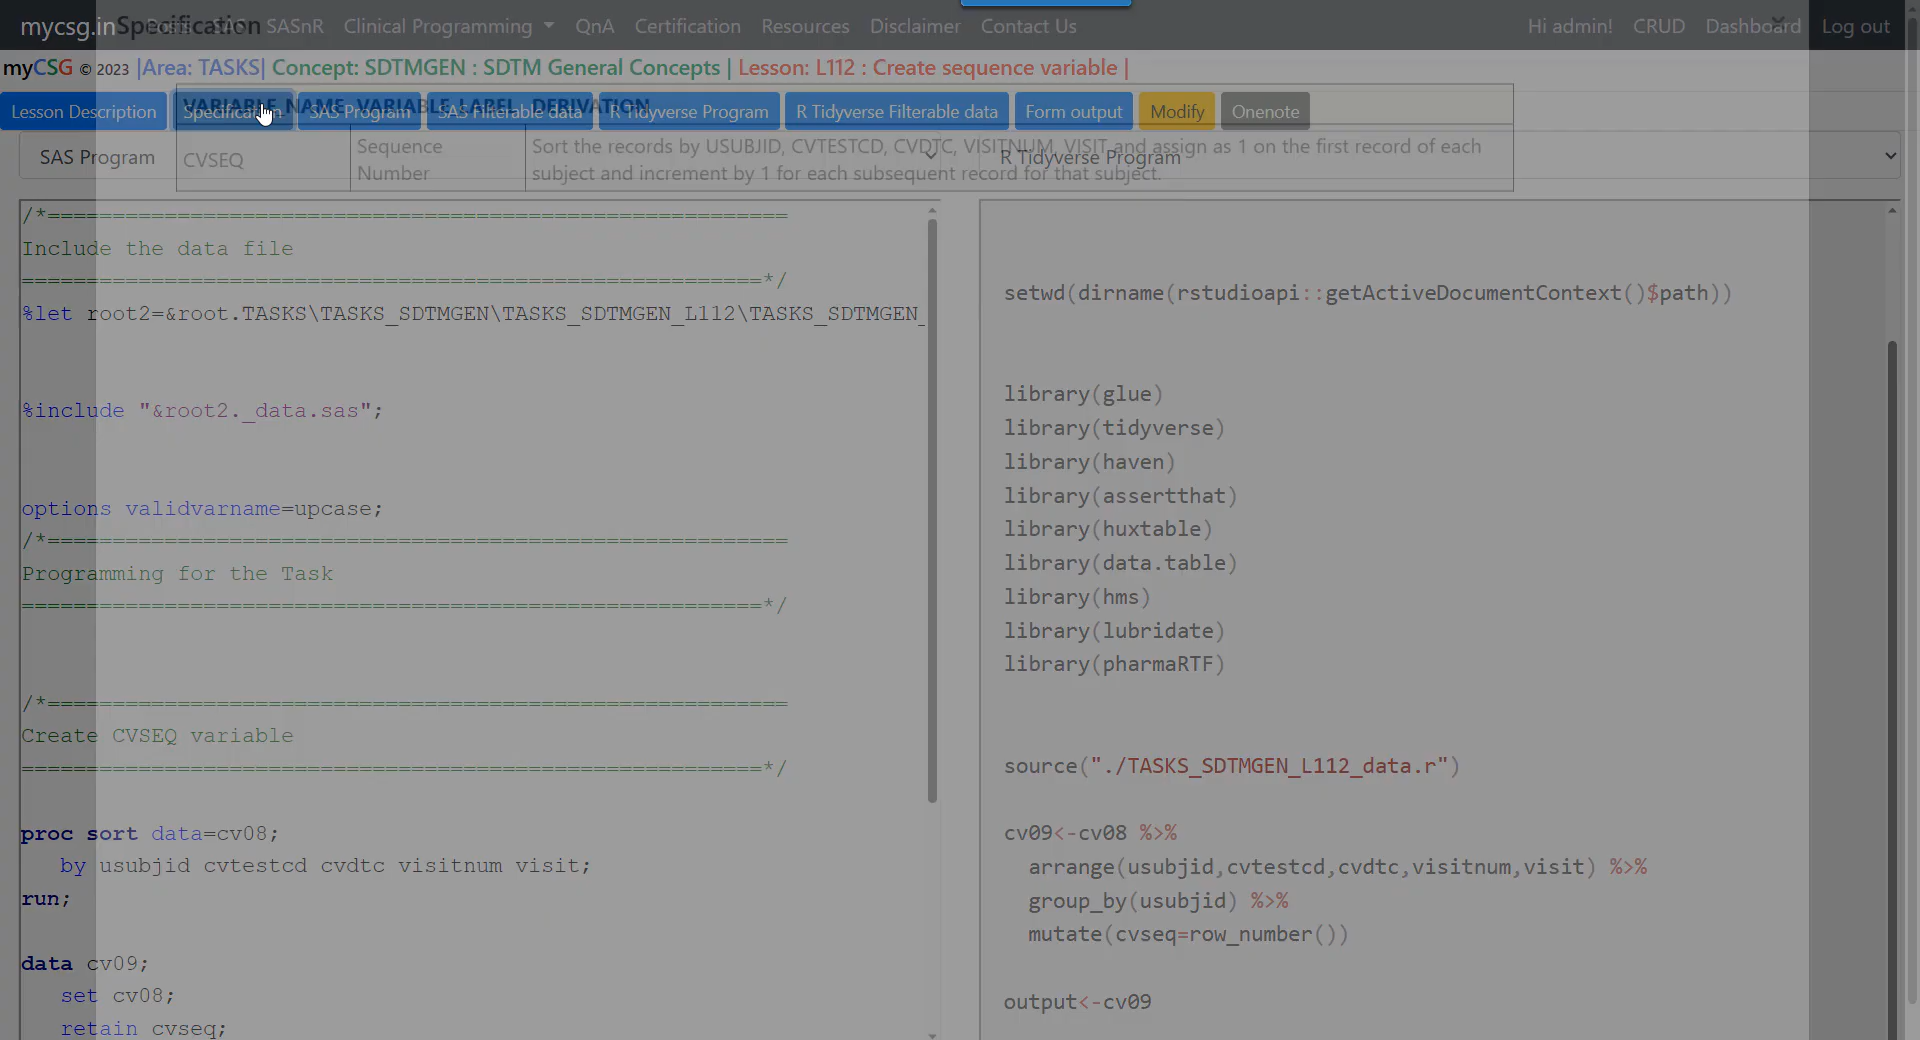 mycsg.in Specification SASnR Clinical Programming QnA Certification Resources Disclaimer Contact Us Hi admin! CRUD Dashboard Log out
myCSG © 2023 |Area: TASKS| Concept: SDTMGEN : SDTM General Concepts | Lesson: L112 : Create sequence variable |
Lesson Description Specification SAS Program SAS Filterable data R Tidyverse Program R Tidyverse Filterable data Form output Modify Onenote
VARIABLE_NAME VARIABLE_LABEL DERIVATION
SAS Program
R Tidyverse Program
CVSEQ
Sequence
Number
Sort the records by USUBJID, CVTESTCD, CVDTC, VISITNUM, VISIT and assign as 1 on the first record of each
subject and increment by 1 for each subsequent record for that subject.
/*=========================================================
Include the data file
=========================================================*/
%let root2=&root.TASKS\TASKS_SDTMGEN\TASKS_SDTMGEN_L112\TASKS_SDTMGEN_
%include "&root2._data.sas";
options validvarname=upcase;
/*=========================================================
Programming for the Task
=========================================================*/
/*=========================================================
Create CVSEQ variable
=========================================================*/
proc sort data=cv08;
by usubjid cvtestcd cvdtc visitnum visit;
run;
data cv09;
set cv08;
retain cvseq;
setwd(dirname(rstudioapi::getActiveDocumentContext()$path))
library(glue)
library(tidyverse)
library(haven)
library(assertthat)
library(huxtable)
library(data.table)
library(hms)
library(lubridate)
library(pharmaRTF)
source("./TASKS_SDTMGEN_L112_data.r")
cv09<-cv08 %>%
arrange(usubjid,cvtestcd,cvdtc,visitnum,visit) %>%
group_by(usubjid) %>%
mutate(cvseq=row_number())
output<-cv09